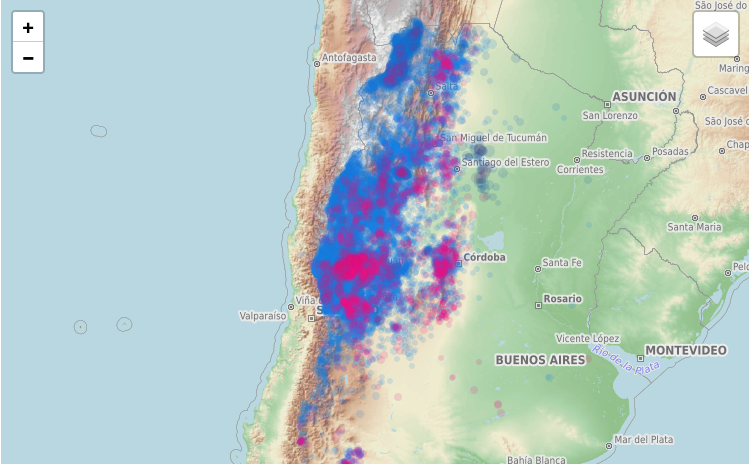 São José do
+
−
Antofagasta
Maring
Salta
Cascavel
ASUNCIÓN
San Lorenzo
São José d
San Miguel de Tucumán
Chap
Resistencia
Posadas
Santiago del Estero
Corrientes
Santa Maria
Córdoba
Santa Fe
Pelo
Viña
Rosario
Valparaíso
S
Vicente López
MONTEVIDEO
BUENOS AIRES
Río de la Plata
Mar del Plata
Bahía Blanca